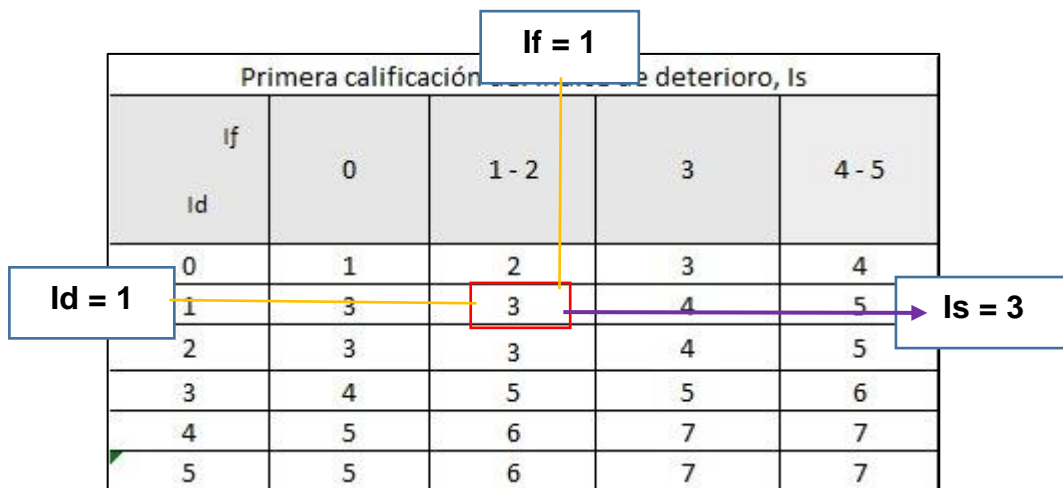 If = 1
Primera calificación de deterioro, Is
If
Id
0 1 - 2 3 4 - 5
0 1 2 3 4
Id = 1
1 3 3 4 5
Is = 3
2 3 3 4 5
3 4 5 5 6
4 5 6 7 7
5 5 6 7 7